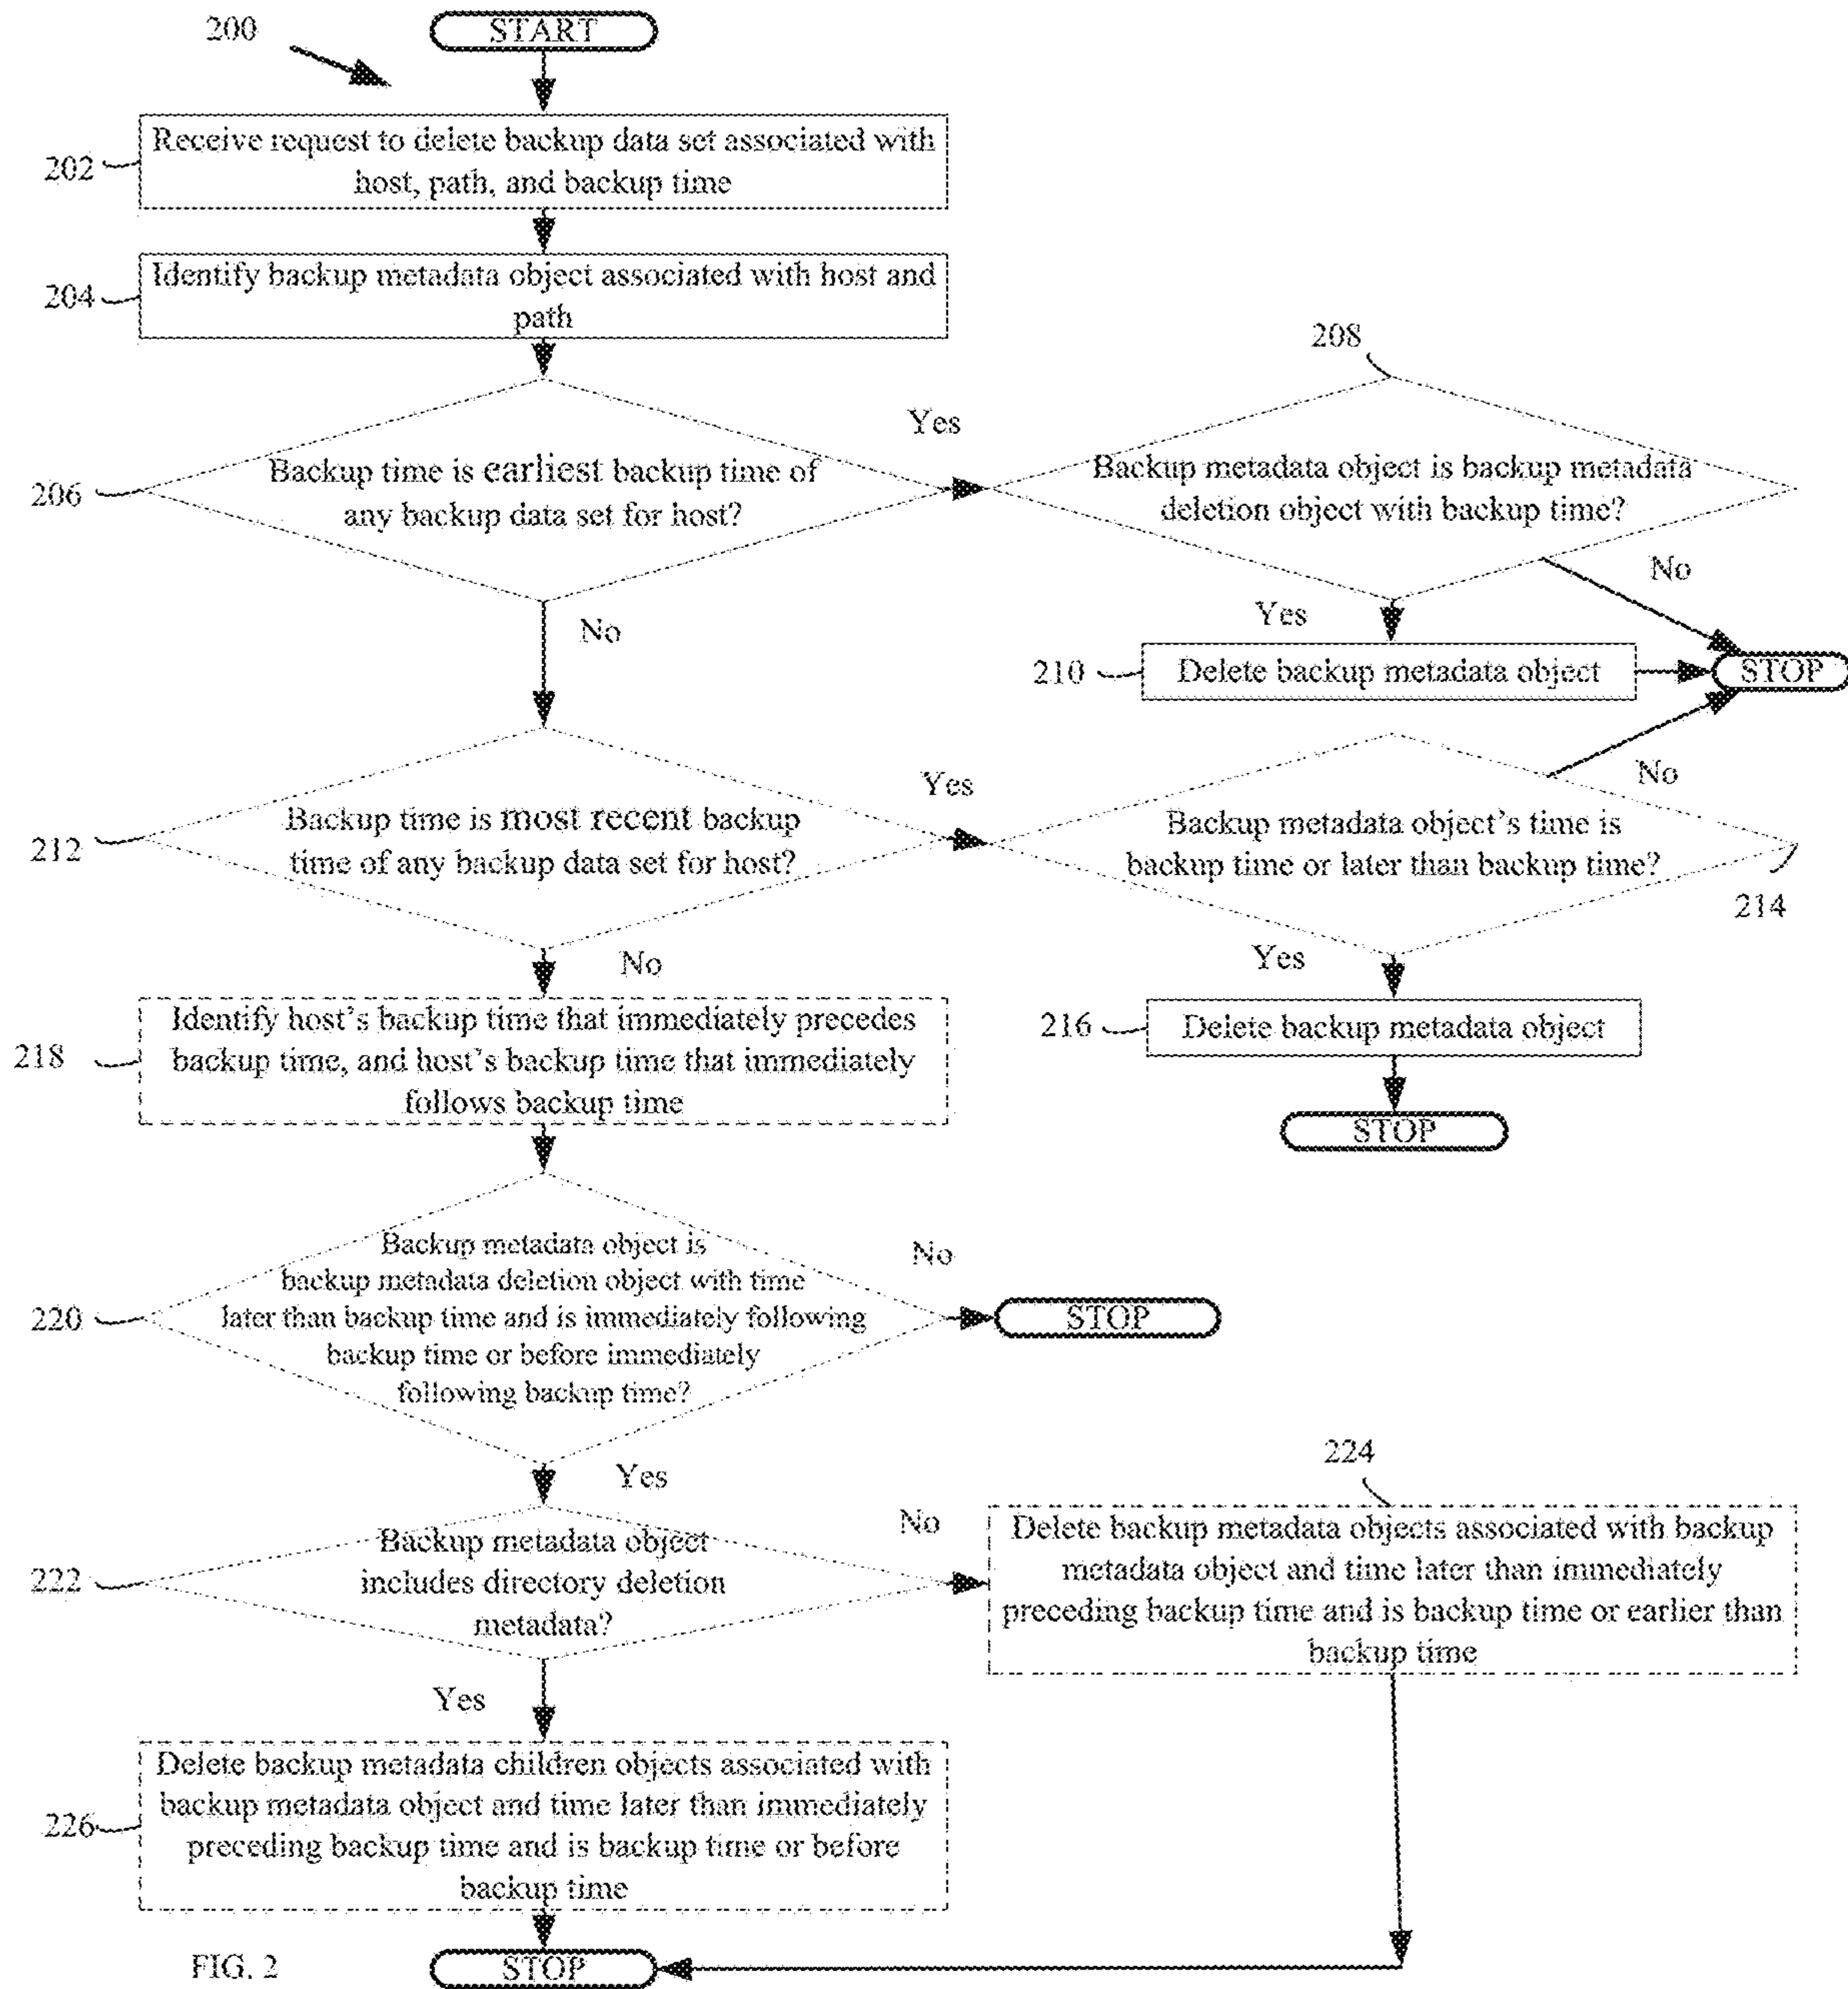 200
START
202
Receive request to delete backup data set associated with
host, path, and backup time
204
Identify backup metadata object associated with host and
path
206
Backup time is earliest backup time of
any backup data set for host?
Yes
No
208
Backup metadata object is backup metadata
deletion object with backup time?
No
Yes
210
Delete backup metadata object
STOP
212
Backup time is most recent backup
time of any backup data set for host?
Yes
No
Backup metadata object's time is
backup time or later than backup time?
No
214
Yes
216
Delete backup metadata object
STOP
218
Identify host's backup time that immediately precedes
backup time, and host's backup time that immediately
follows backup time
220
Backup metadata object is
backup metadata deletion object with time
later than backup time and is immediately following
backup time or before immediately
following backup time?
No
STOP
Yes
222
Backup metadata object
includes directory deletion
metadata?
No
224
Delete backup metadata objects associated with backup
metadata object and time later than immediately
preceding backup time and is backup time or earlier than
backup time
Yes
226
Delete backup metadata children objects associated with
backup metadata object and time later than immediately
preceding backup time and is backup time or before
backup time
STOP
FIG. 2